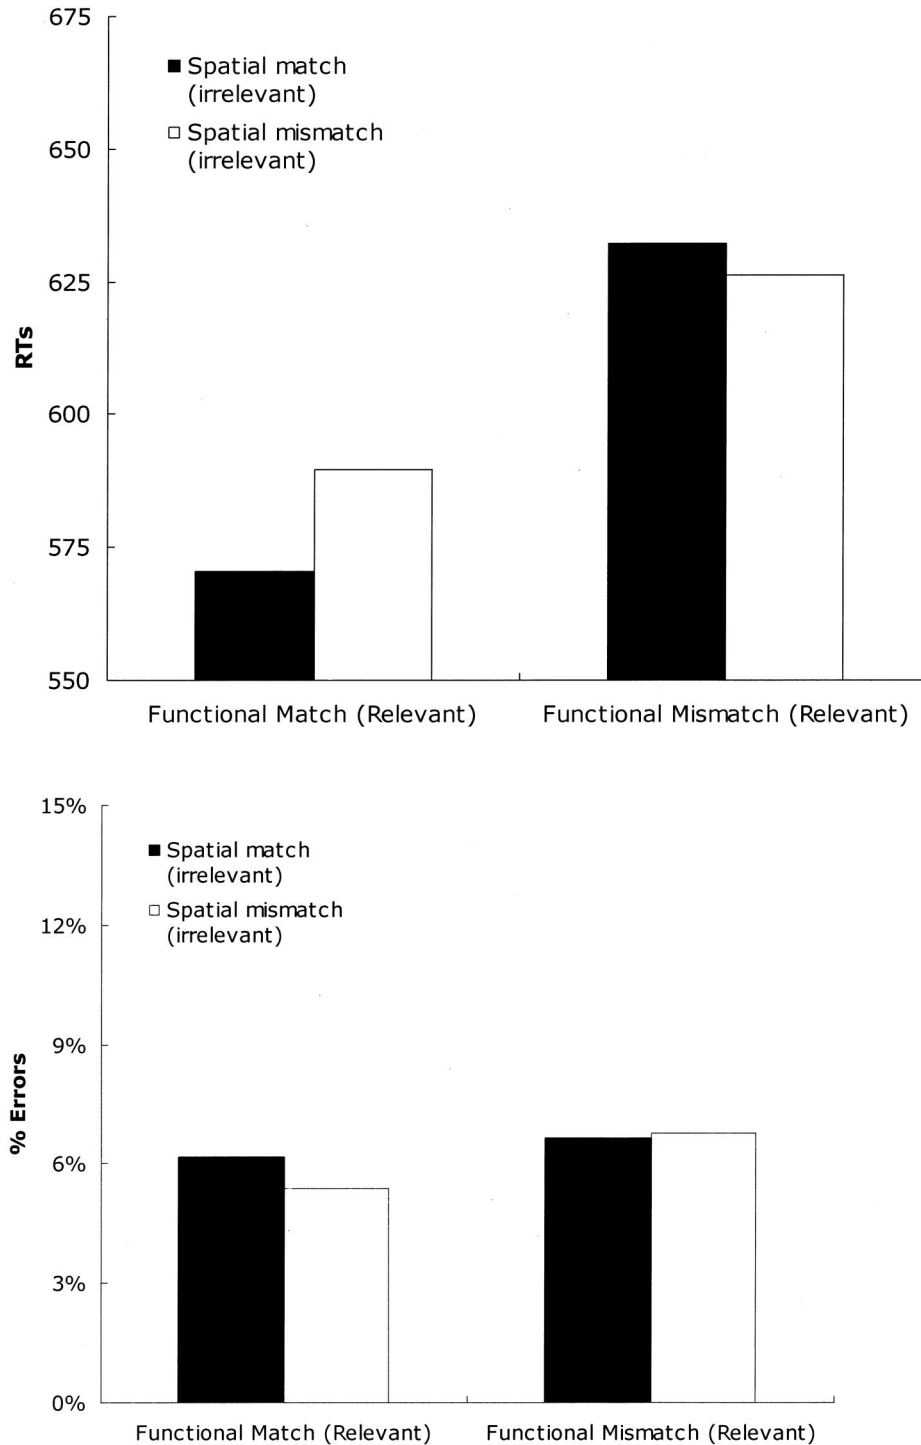 675
■ Spatial match
(irrelevant)
□ Spatial mismatch
(irrelevant)
650
625
RTs
600
575
550
Functional Match (Relevant) Functional Mismatch (Relevant)
15%
■ Spatial match
(irrelevant)
□ Spatial mismatch
(irrelevant)
12%
9%
% Errors
6%
3%
0%
Functional Match (Relevant) Functional Mismatch (Relevant)